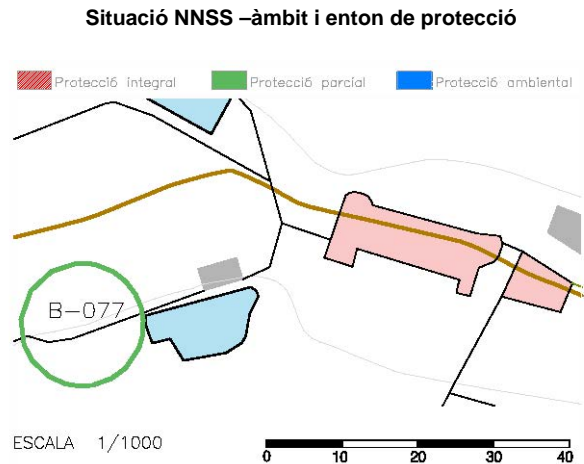 Situació NNSS –àmbit i enton de protecció
Protecció integral Protecció parcial Protecció ambiental
B-077
ESCALA 1/1000
0 10 20 30 40